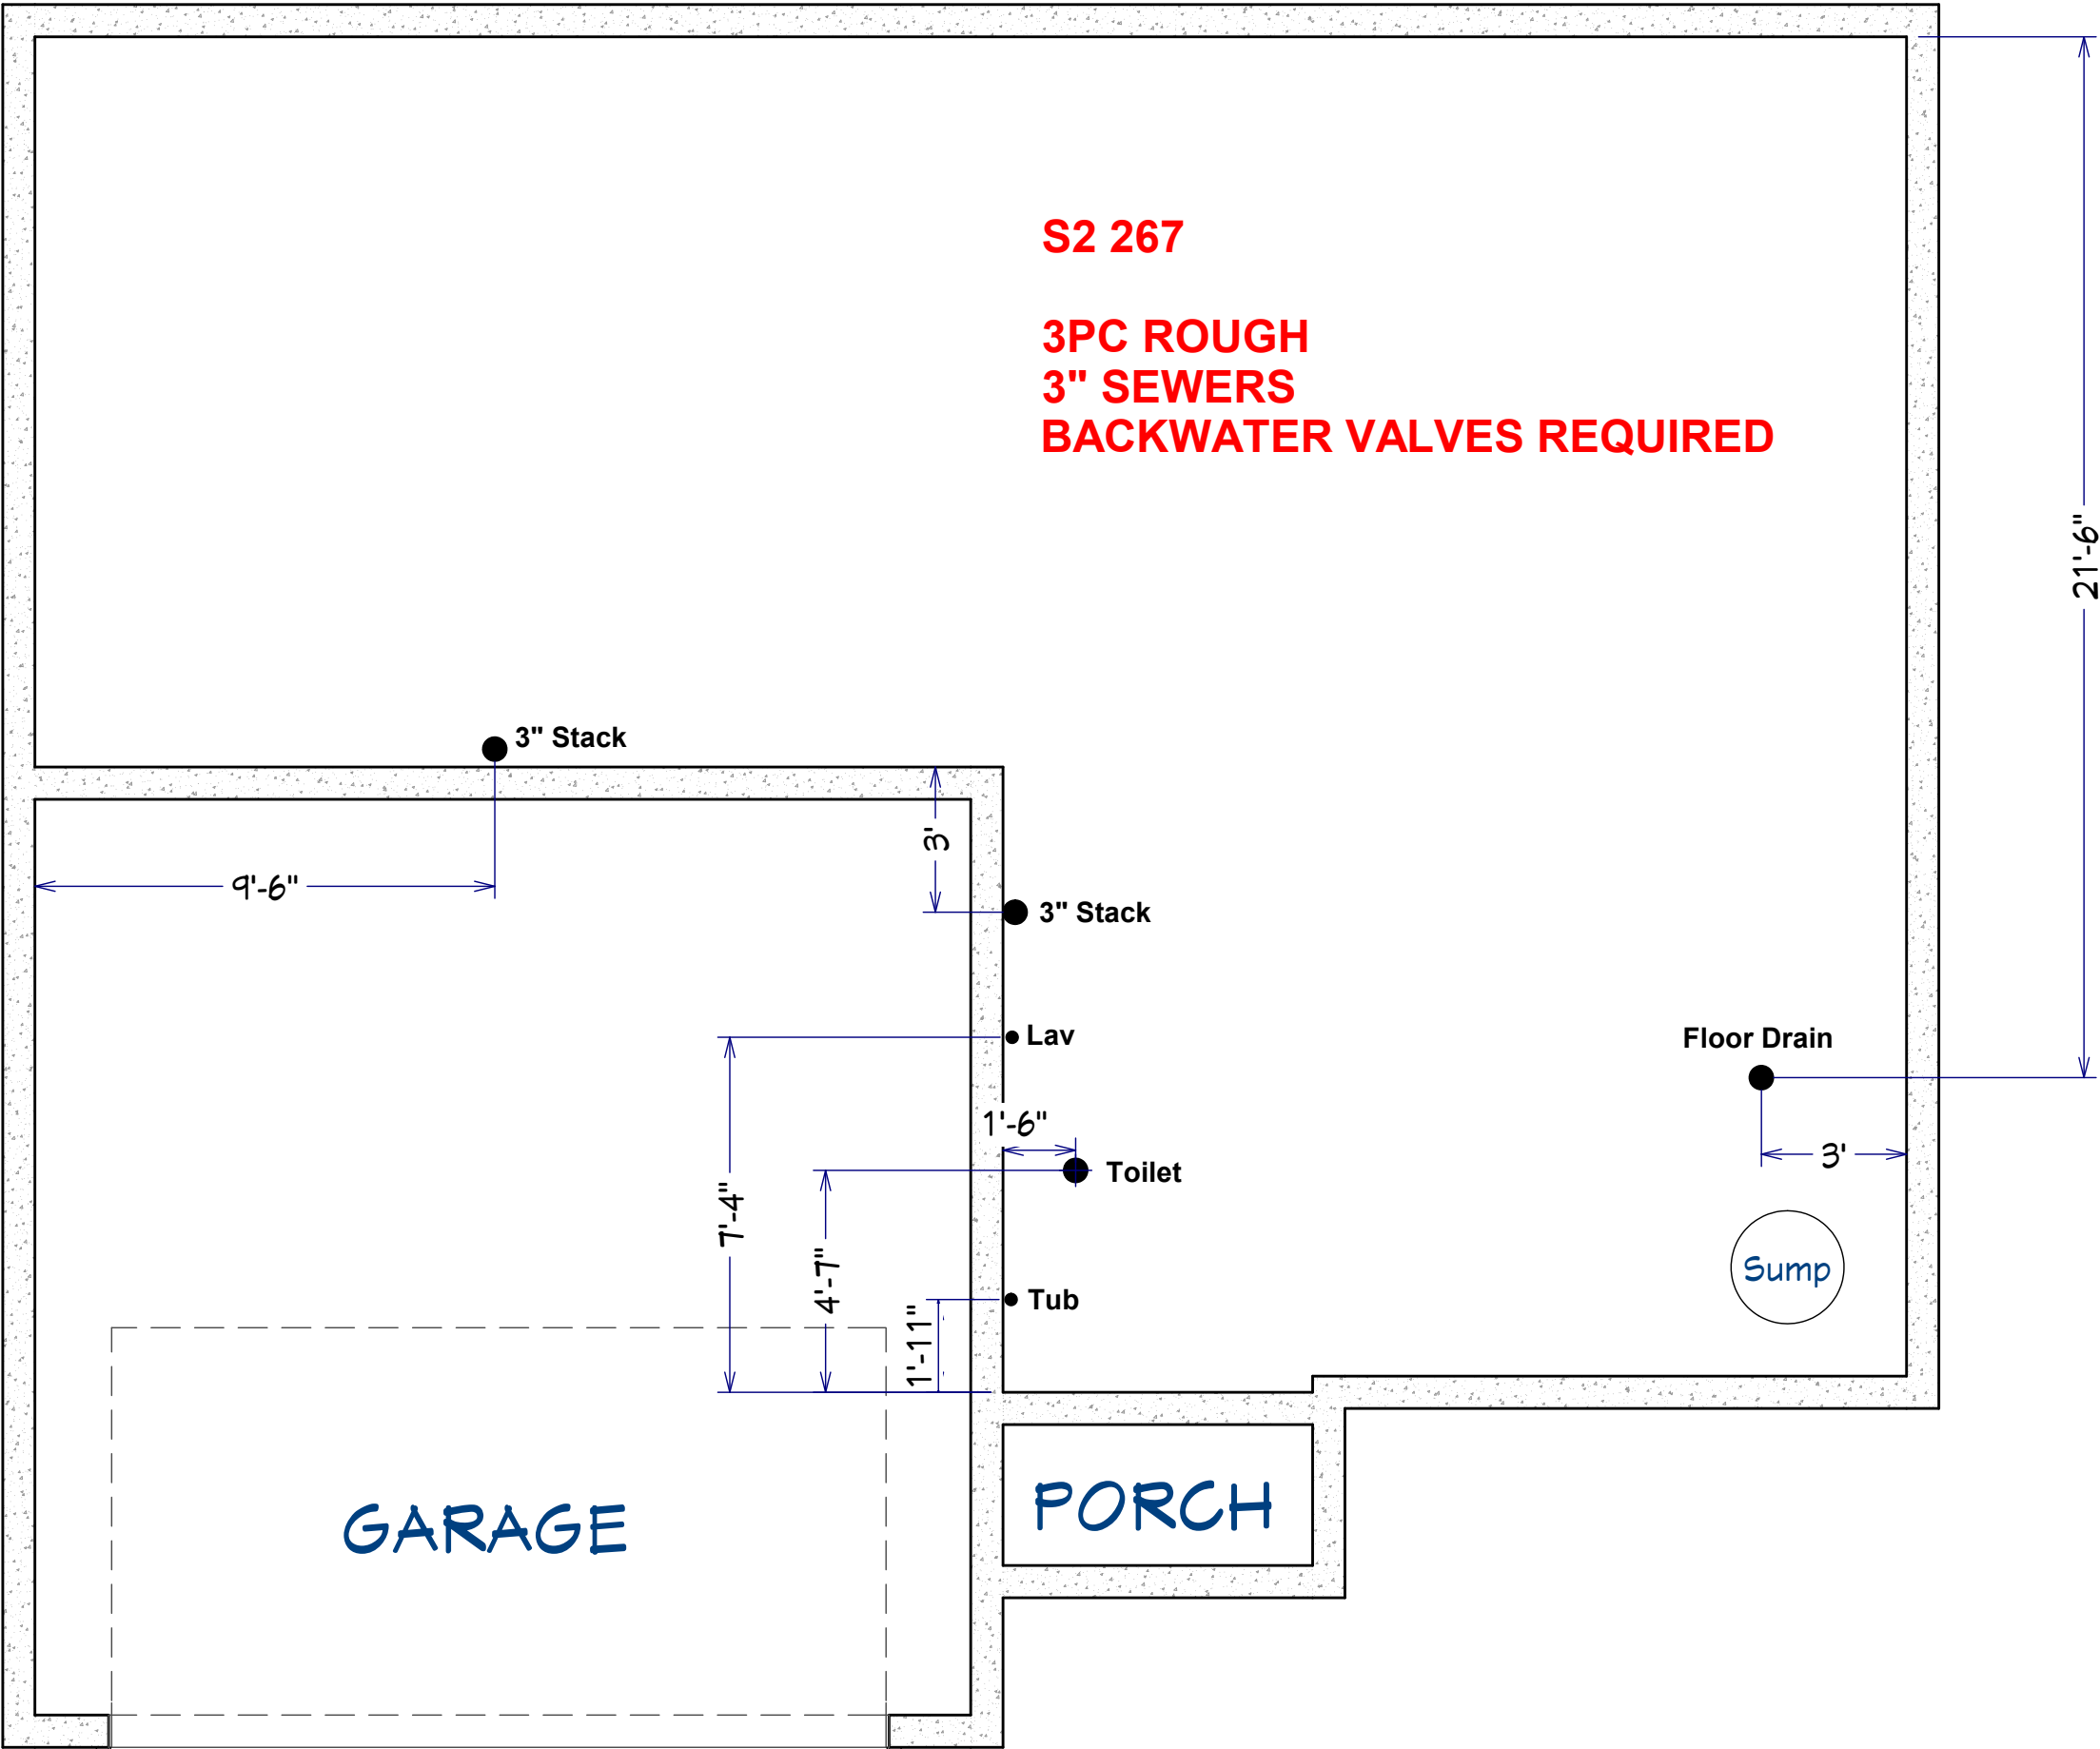 S2 267
3PC ROUGH
3" SEWERS
BACKWATER VALVES REQUIRED
21'-6"
3" Stack
3'
9'-6"
3" Stack
Lav
Floor Drain
1'-6"
3'
Toilet
7'-4"
4'-7"
Sump
Tub
1'-11"
PORCH
GARAGE